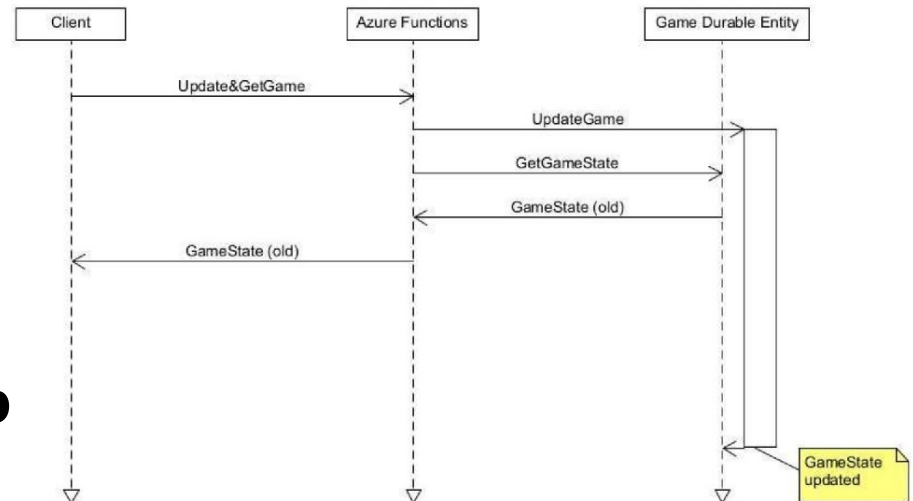 Client
Azure Functions
Game Durable Entity
Update&GetGame
UpdateGame
GetGameState
GameState (old)
GameState (old)
GameState
updated